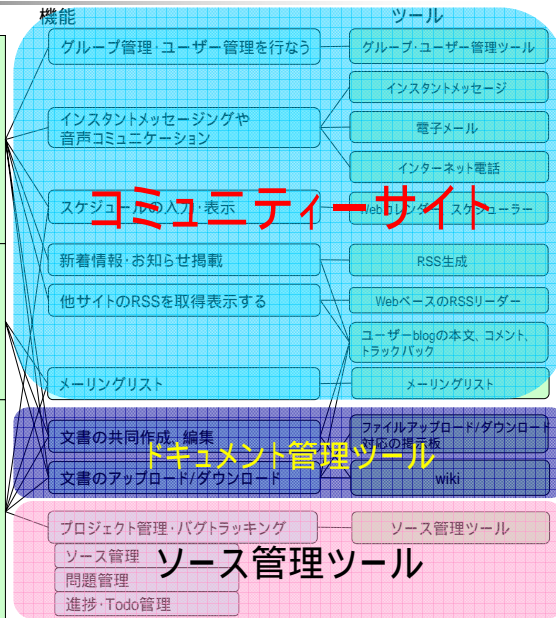 機能
ツール
グループ管理・ユーザー管理を行なう
グループ・ユーザー管理ツール
インスタントメッセージングや
音声コミュニケーション
インスタントメッセージ
電子メール
インターネット電話
スケジュールの入力・表示
Webカレンダー、スケジューラー
コミュニティーサイト
新着情報・お知らせ掲載
RSS生成
他サイトのRSSを取得表示する
WebベースのRSSリーダー
ユーザーblogの本文、コメント、
トラックバック
メーリングリスト
メーリングリスト
文書の共同作成、編集
ファイルアップロード/ダウンロード
対応の掲示板
ドキュメント管理ツール
文書のアップロード/ダウンロード
wiki
プロジェクト管理・バグトラッキング
ソース管理ツール
ソース管理
ソース管理ツール
問題管理
進捗・Todo管理